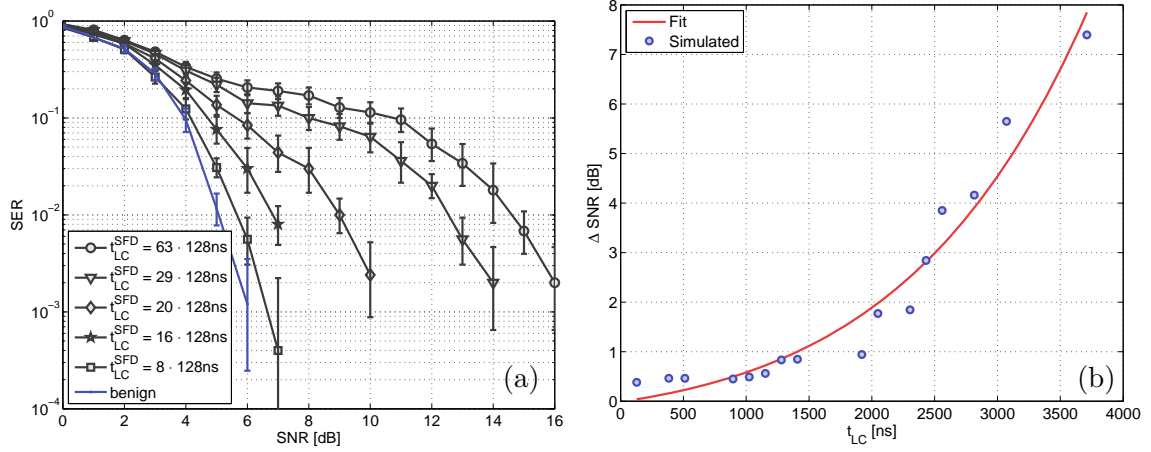 10^0
10^-1
10^-2
10^-3
10^-4
SER
t_LC^SFD = 63 · 128ns
t_LC^SFD = 29 · 128ns
t_LC^SFD = 20 · 128ns
t_LC^SFD = 16 · 128ns
t_LC^SFD = 8 · 128ns
benign
(a)
0 2 4 6 8 10 12 14 16
SNR [dB]
8
7
6
5
4
3
2
1
0
Δ SNR [dB]
Fit
Simulated
(b)
0 500 1000 1500 2000 2500 3000 3500 4000
t_LC [ns]